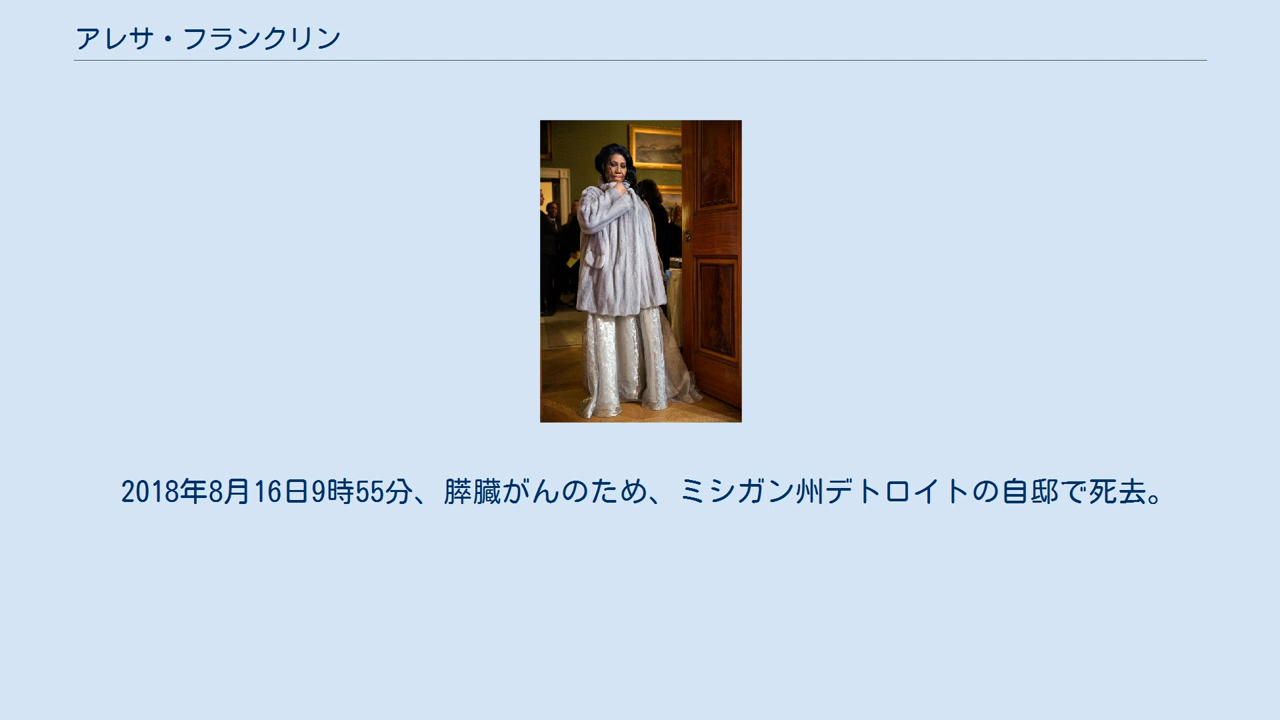 アレサ・フランクリン
2018年8月16日9時55分、膵臓がんのため、ミシガン州デトロイトの自邸で死去。